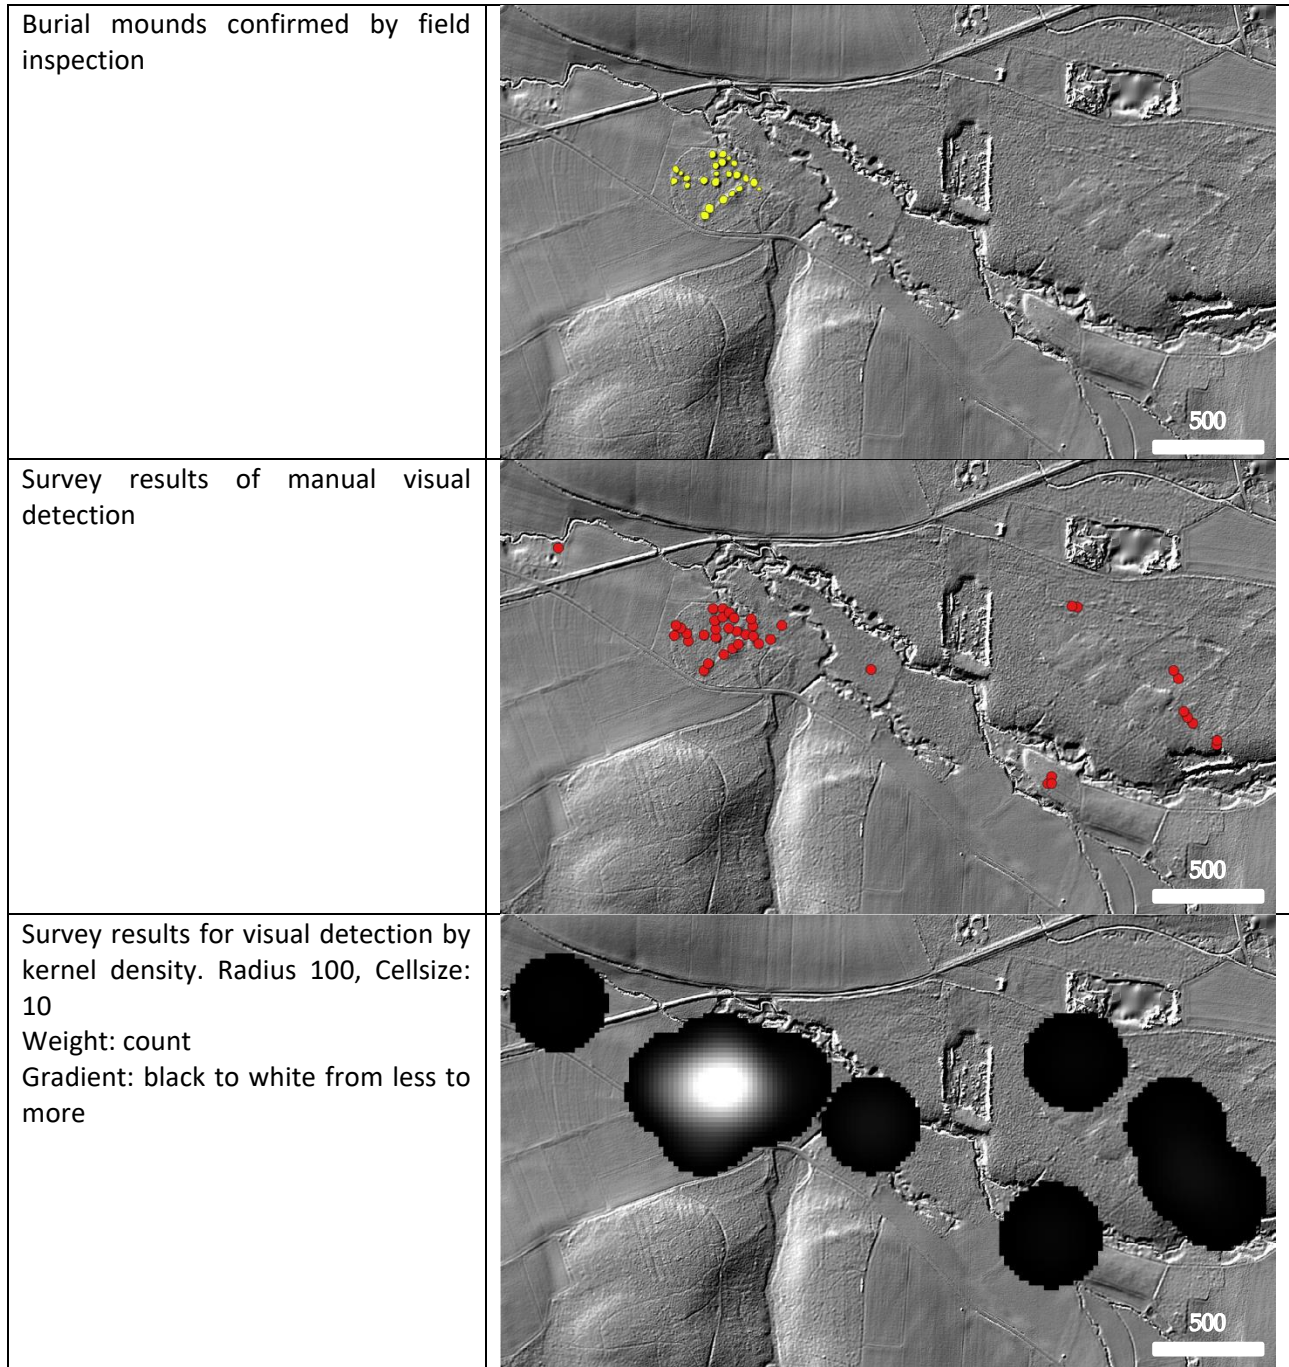 Burial mounds confirmed by field
inspection
500
Survey results of manual visual
detection
500
Survey results for visual detection by
kernel density. Radius 100, Cellsize:
10
Weight: count
Gradient: black to white from less to
more
500